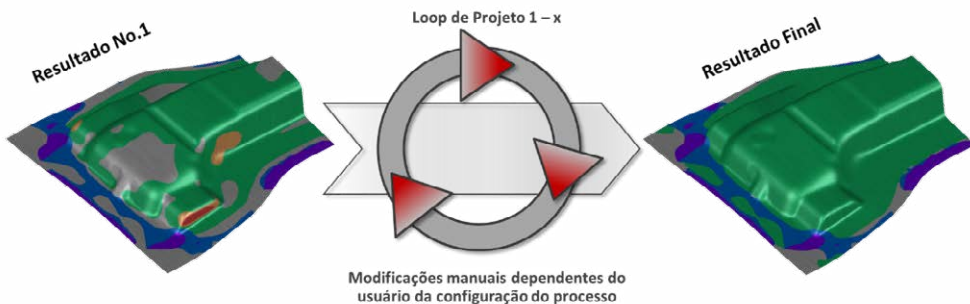 Resultado No.1
Loop de Projeto 1 – x
Resultado Final
Modificações manuais dependentes do
usuário da configuração do processo